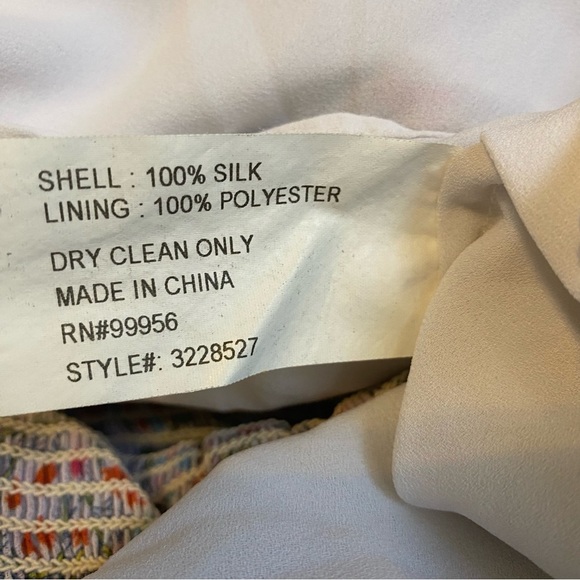 SHELL : 100% SILK
LINING : 100% POLYESTER
DRY CLEAN ONLY
MADE IN CHINA
RN#99956
STYLE#: 3228527